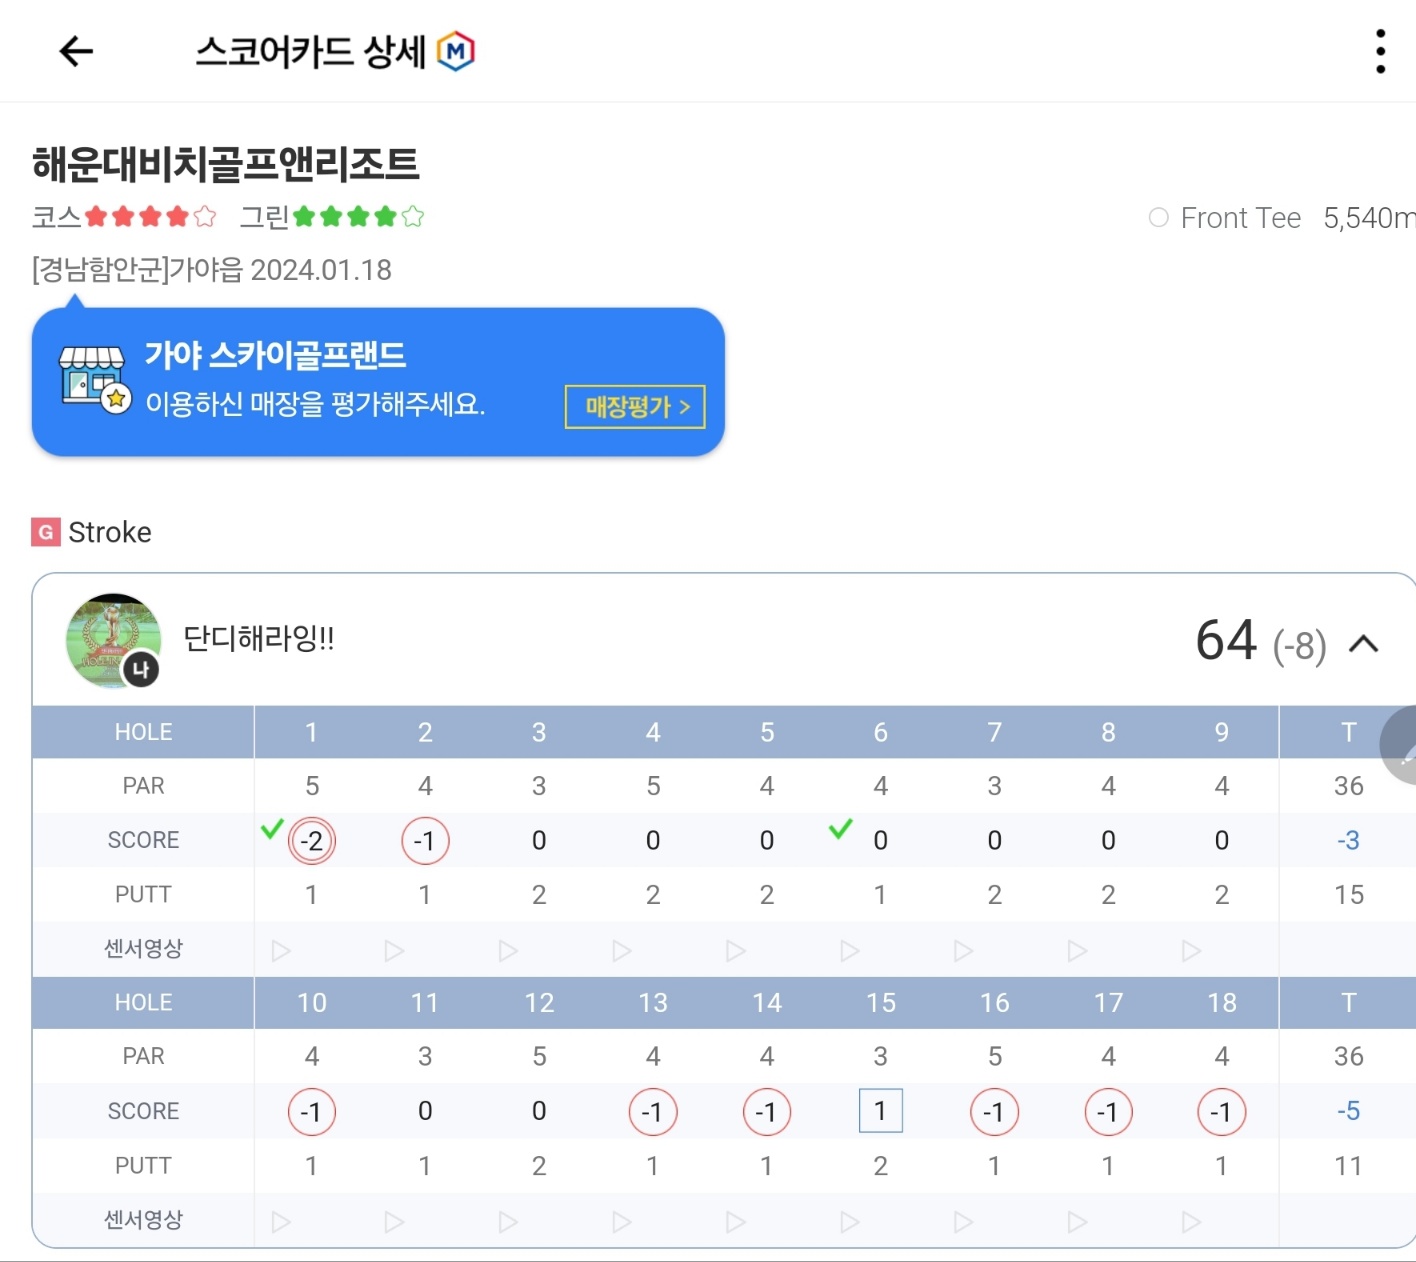 스코어카드 상세 M
해운대비치골프앤리조트
코스 그린
Front Tee 5,540m
[경남함안군]가야읍 2024.01.18
가야 스카이골프랜드
이용하신 매장을 평가해주세요.
매장평가 >
G Stroke
단디해라잉!! 64 (-8)
나
HOLE 1 2 3 4 5 6 7 8 9 T
PAR 5 4 3 5 4 4 3 4 4 36
SCORE -2 -1 0 0 0 0 0 0 0 -3
PUTT 1 1 2 2 2 1 2 2 2 15
센서영상
HOLE 10 11 12 13 14 15 16 17 18 T
PAR 4 3 5 4 4 3 5 4 4 36
SCORE -1 0 0 -1 -1 1 -1 -1 -1 -5
PUTT 1 1 2 1 1 2 1 1 1 11
센서영상